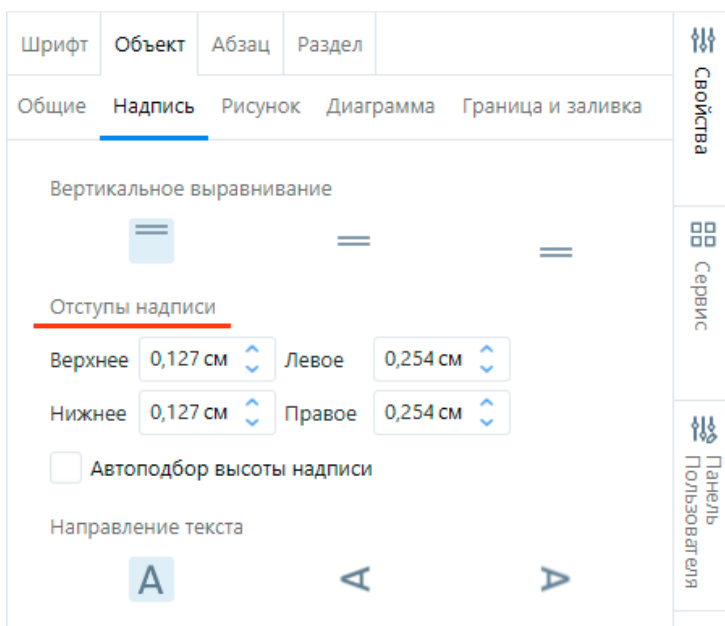 Шрифт Объект Абзац Раздел
Общие Надпись Рисунок Диаграмма Граница и заливка
Вертикальное выравнивание
Отступы надписи
Верхнее 0,127 см Левое 0,254 см
Нижнее 0,127 см Правое 0,254 см
Автоподбор высоты надписи
Направление текста
A A A
Свойства
Сервис
Панель
Пользователя